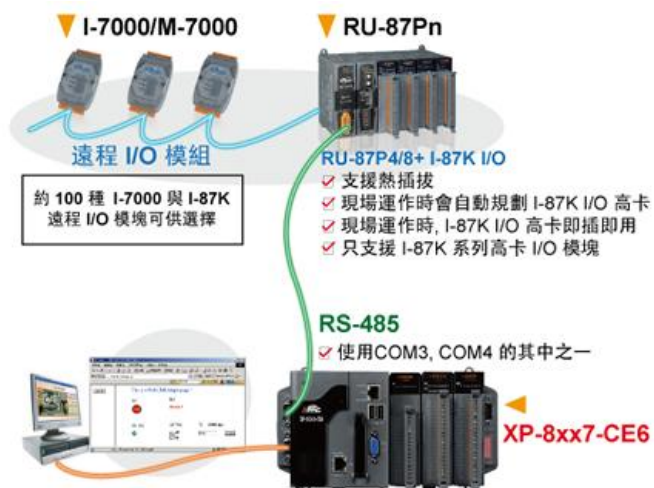 I-7000/M-7000
RU-87Pn
遠程 I/O 模組
約 100 種 I-7000 與 I-87K
遠程 I/O 模塊可供選擇
RU-87P4/8+ I-87K I/O
支援熱插拔
現場運作時會自動規劃 I-87K I/O 高卡
現場運作時, I-87K I/O 高卡即插即用
只支援 I-87K 系列高卡 I/O 模塊
RS-485
使用COM3, COM4 的其中之一
XP-8xx7-CE6